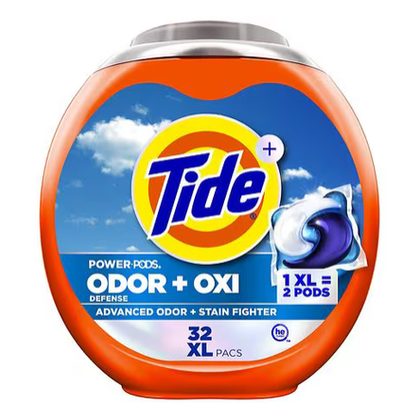 Tide +
®
POWER PODS®
ODOR + OXI
DEFENSE
1 XL =
2 PODS
ADVANCED ODOR + STAIN FIGHTER
32
XL PACS
he